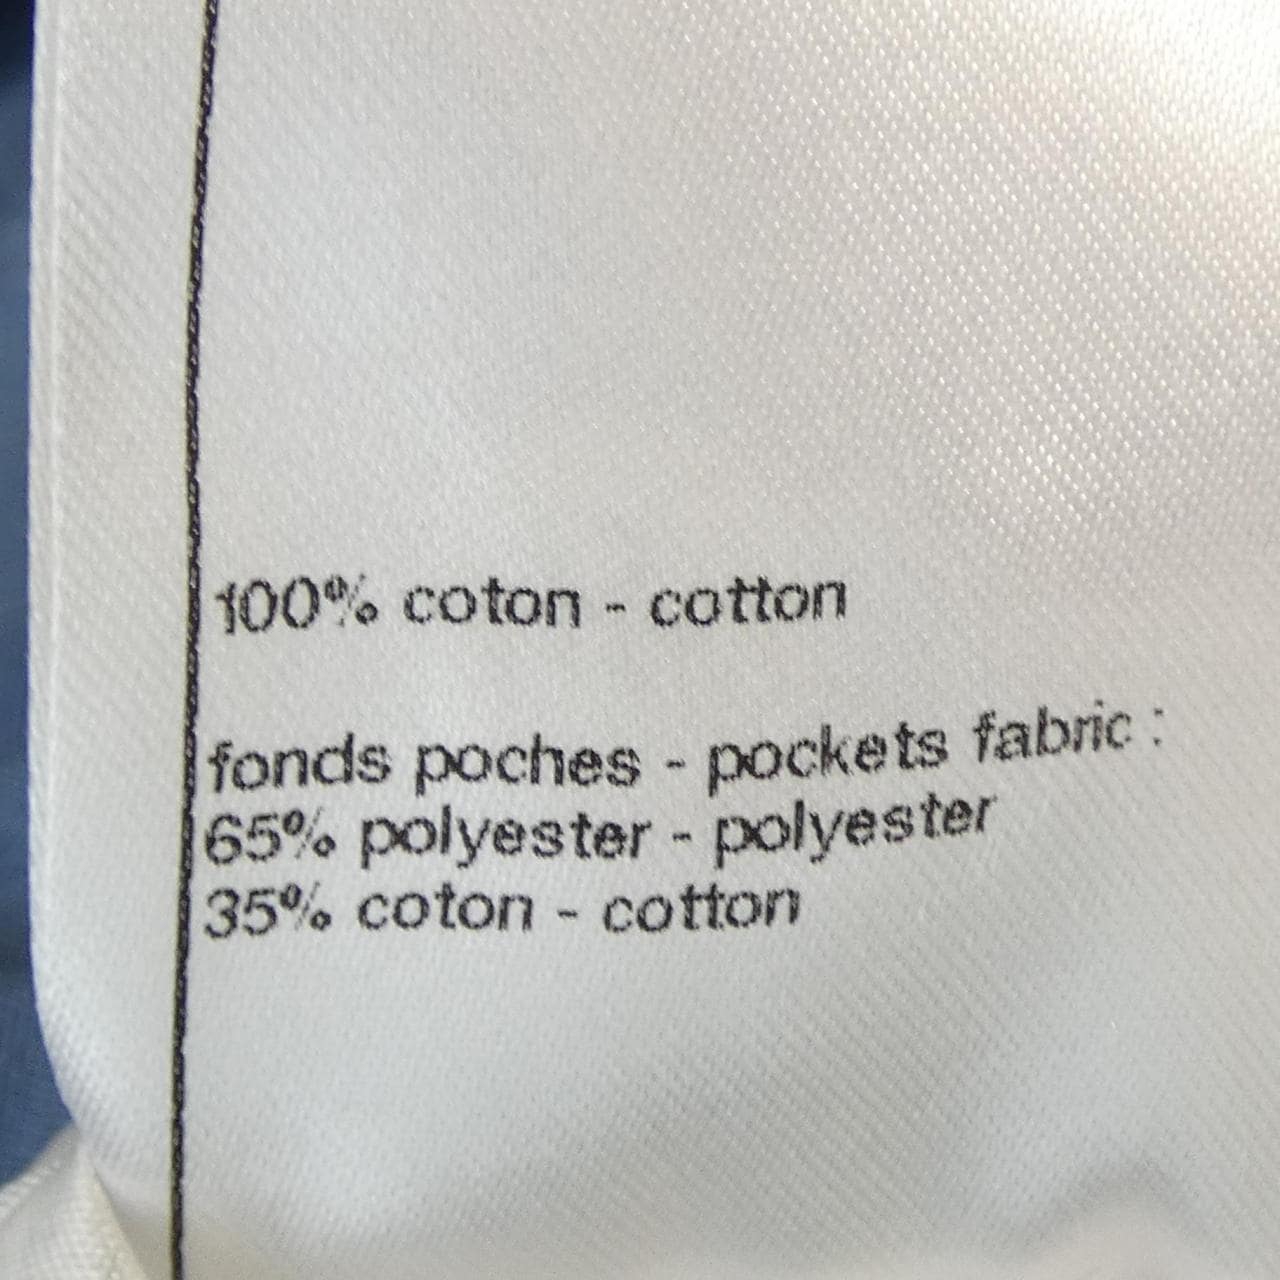 100% coton - cotton
fonds poches - pockets fabric :
65% polyester - polyester
35% coton - cotton